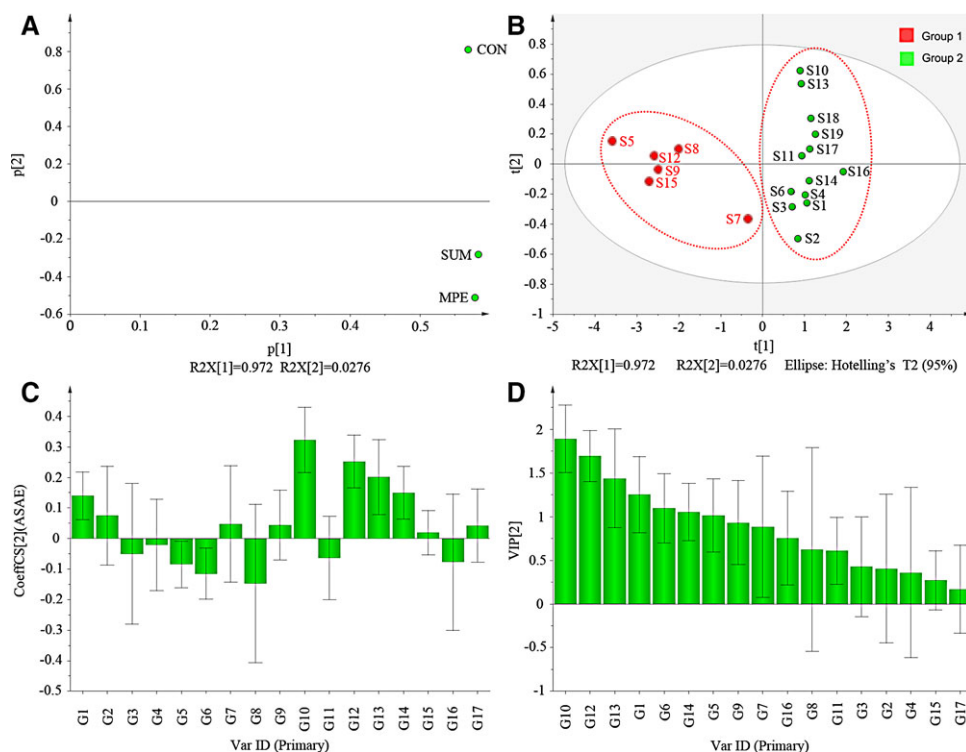 A
0.8
0.6
0.4
0.2
0
-0.2
-0.4
-0.6
p[2]
CON
SUM
MPE
0
0.1
0.2
0.3
0.4
0.5
p[1]
R2X[1]=0.972 R2X[2]=0.0276
B
Group 1
Group 2
1
0.8
0.6
0.4
0.2
0
-0.2
-0.4
-0.6
-0.8
-1
t[2]
S10
S13
S18
S19
S5
S8
S17
S12
S11
S9
S16
S15
S14
S6
S4
S3
S1
S7
S2
-5
-4
-3
-2
-1
0
1
2
3
4
t[1]
R2X[1]=0.972 R2X[2]=0.0276 Ellipse: Hotelling's T2 (95%)
C
0.4
0.3
0.2
0.1
0
-0.1
-0.2
-0.3
-0.4
-0.5
CoeffCS[2](ASAE)
G1
G2
G3
G4
G5
G6
G7
G8
G9
G10
G11
G12
G13
G14
G15
G16
G17
Var ID (Primary)
D
2
1.5
1
0.5
0
-0.5
-1
VIP[2]
G10
G12
G13
G1
G6
G14
G5
G9
G7
G16
G8
G11
G3
G2
G4
G15
G17
Var ID (Primary)